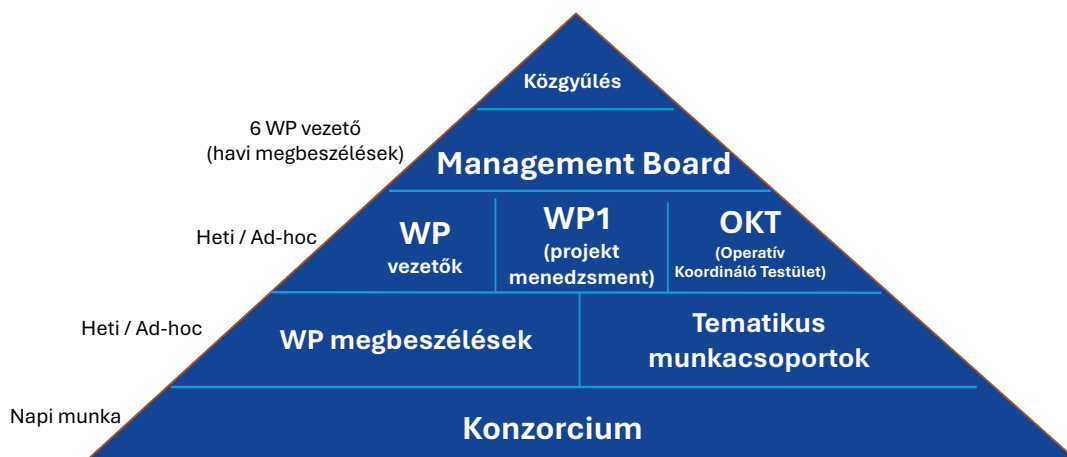 Közgyűlés
6 WP vezető
(havi megbeszélések)
Management Board
Heti / Ad-hoc
WP
vezetők
WP1
(projekt
menedzsment)
OKT
(Operatív
Koordináló Testület)
Heti / Ad-hoc
WP megbeszélések
Tematikus
munkacsoportok
Napi munka
Konzorcium